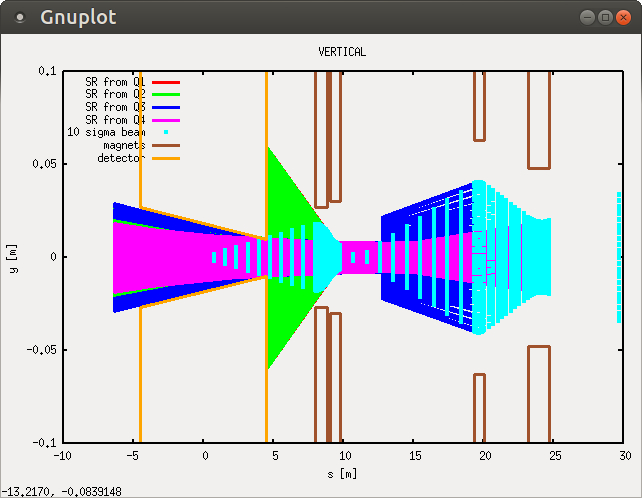 Gnuplot
VERTICAL
0.1
SR from Q1
SR from Q2
SR from Q3
SR from Q4
10 sigma beam
magnets
detector
0.05
0
y [m]
-0.05
-0.1
-10 -5 0 5 10 15 20 25 30
s [m]
-13.2170, -0.0839148